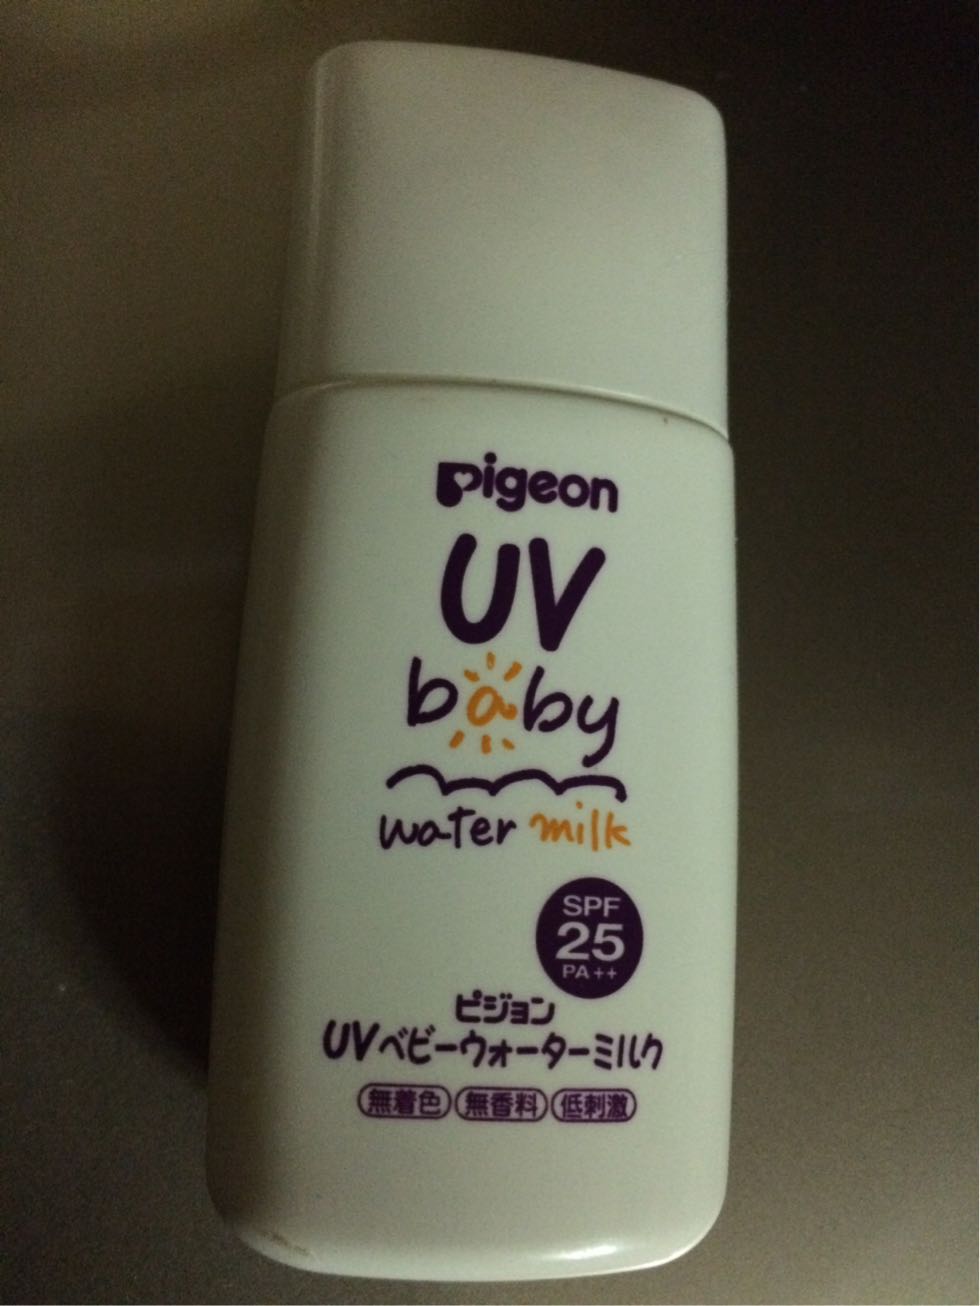 Pigeon
UV
baby
water milk
SPF
25
PA++
ピジョン
UVベビーウォーターミルク
無着色 無香料 低刺激